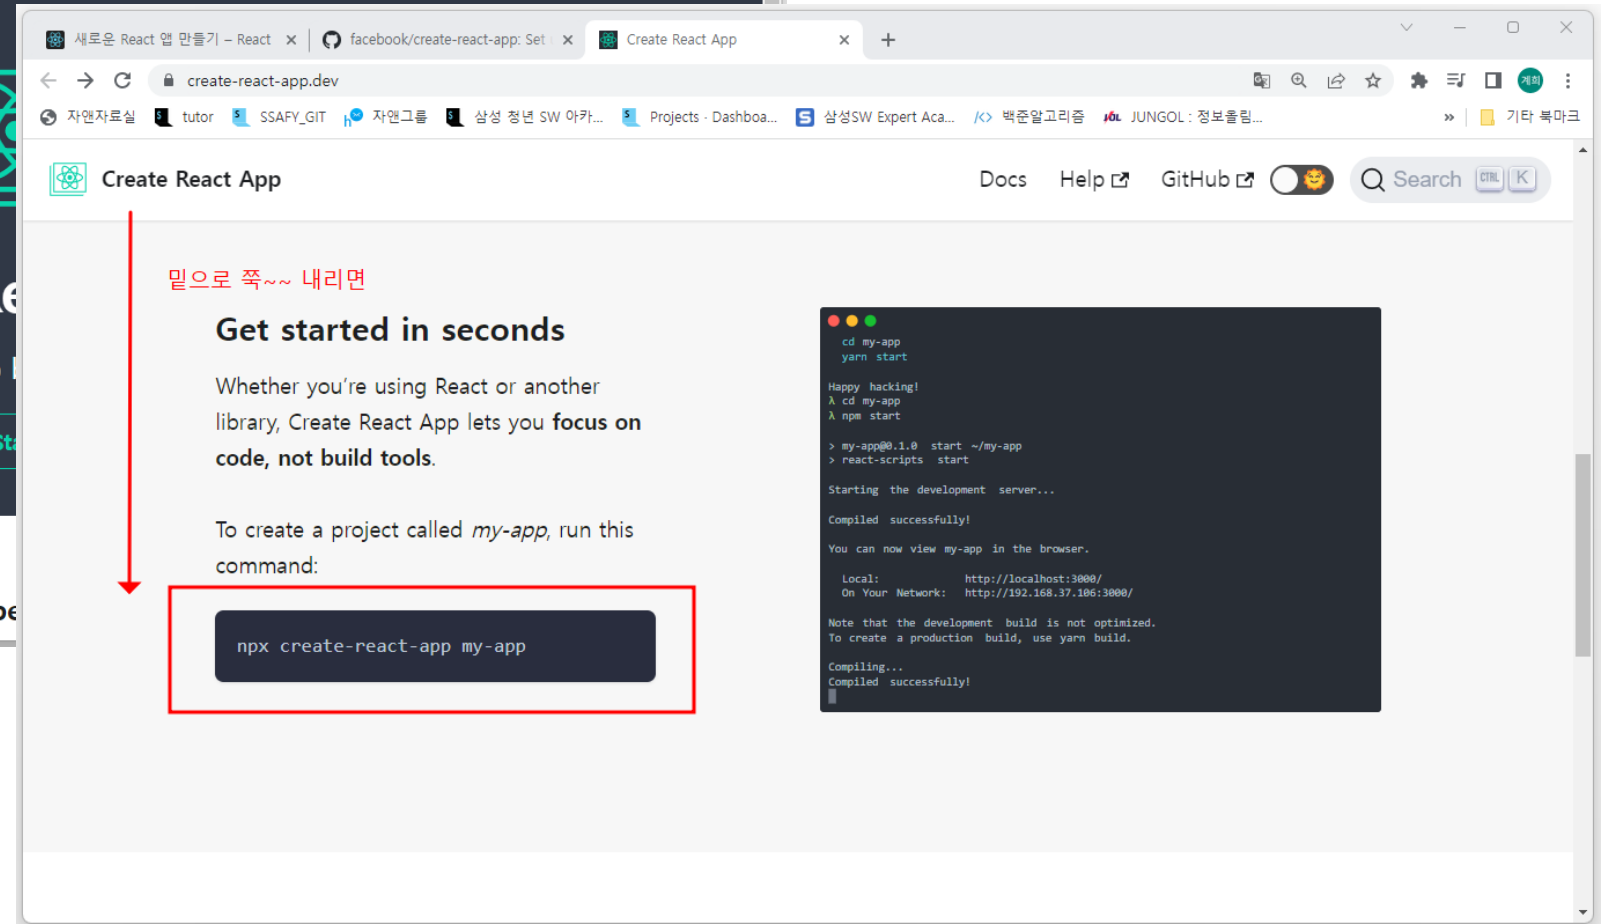 새로운 React 앱 만들기 – React
facebook/create-react-app: Set
Create React App
create-react-app.dev
계희
자앤자료실
tutor
SSAFY_GIT
자앤그룹
삼성 청년 SW 아카...
Projects · Dashboa...
삼성SW Expert Aca...
백준알고리즘
JUNGOL : 정보올림...
»
기타 북마크
Create React App
Docs
Help
GitHub
Search
CTRL K
밑으로 쭉~~ 내리면
Get started in seconds
Whether you’re using React or another
library, Create React App lets you focus on
code, not build tools.
To create a project called my-app, run this
command:
npx create-react-app my-app
cd my-app
yarn start
Happy hacking!
λ cd my-app
λ npm start
> my-app@0.1.0 start ~/my-app
> react-scripts start
Starting the development server...
Compiled successfully!
You can now view my-app in the browser.
Local: http://localhost:3000/
On Your Network: http://192.168.37.106:3000/
Note that the development build is not optimized.
To create a production build, use yarn build.
Compiling...
Compiled successfully!